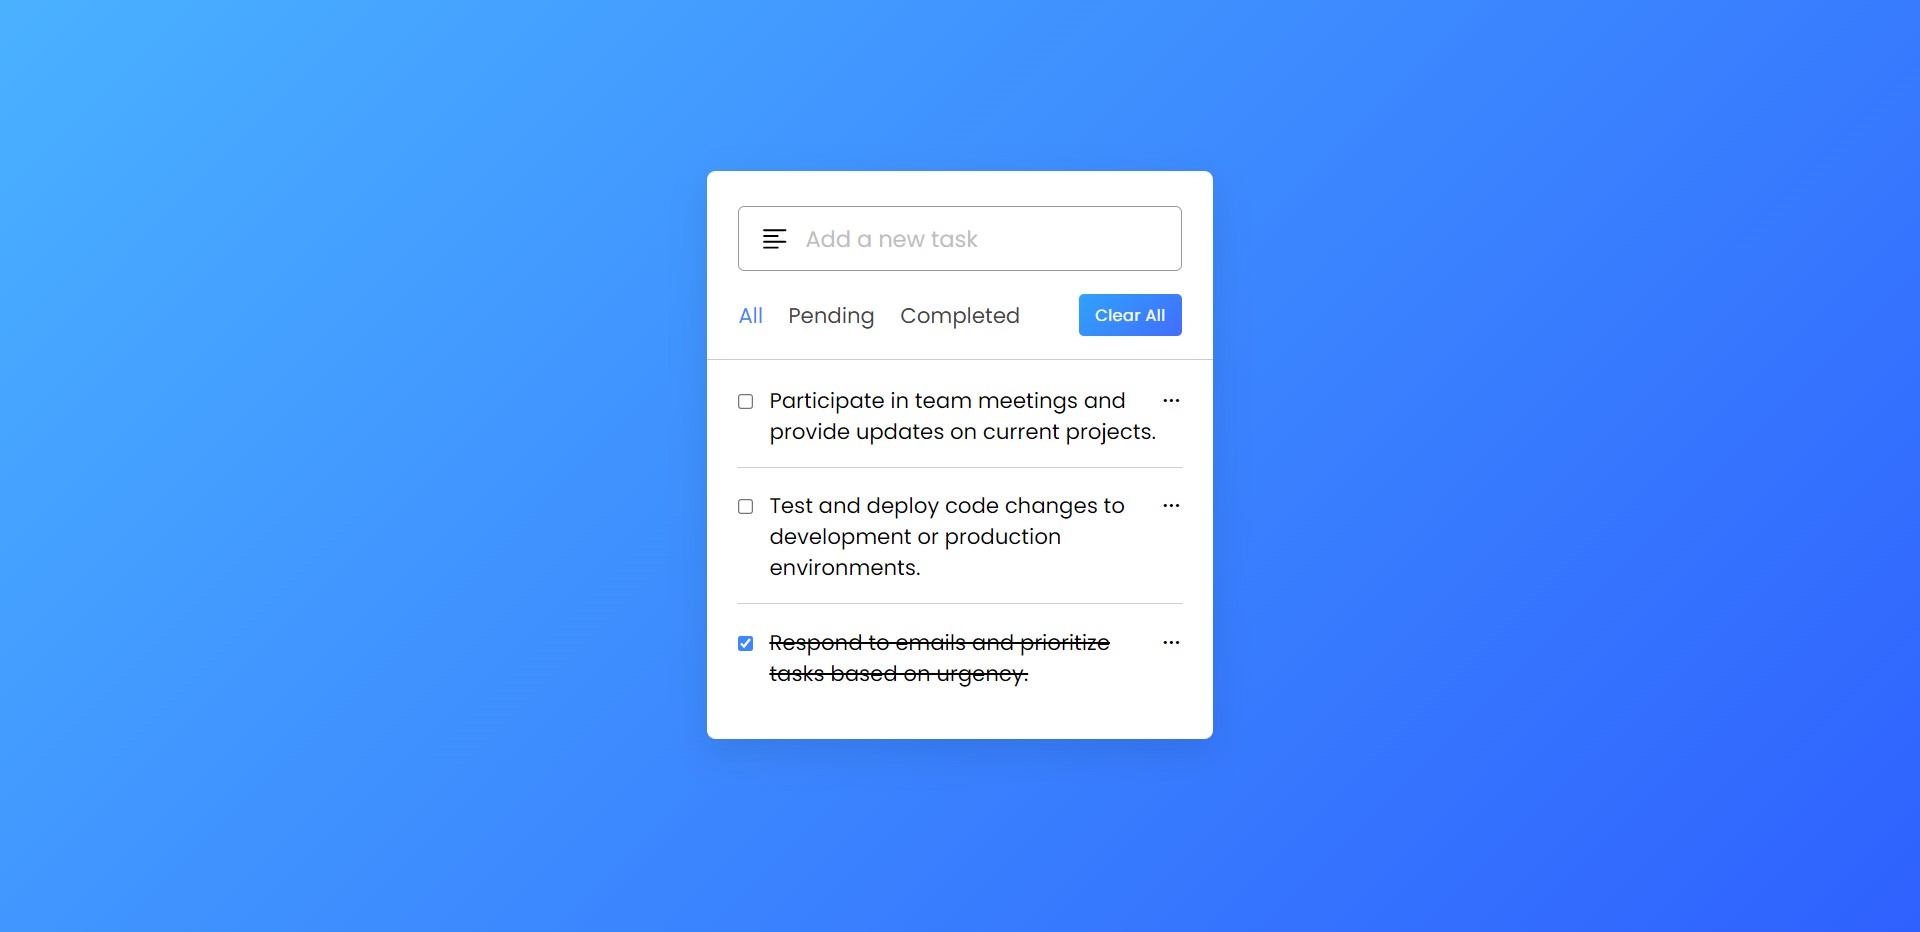 Add a new task
All Pending Completed Clear All
Participate in team meetings and
provide updates on current projects.
Test and deploy code changes to
development or production
environments.
Respond to emails and prioritize
tasks based on urgency.